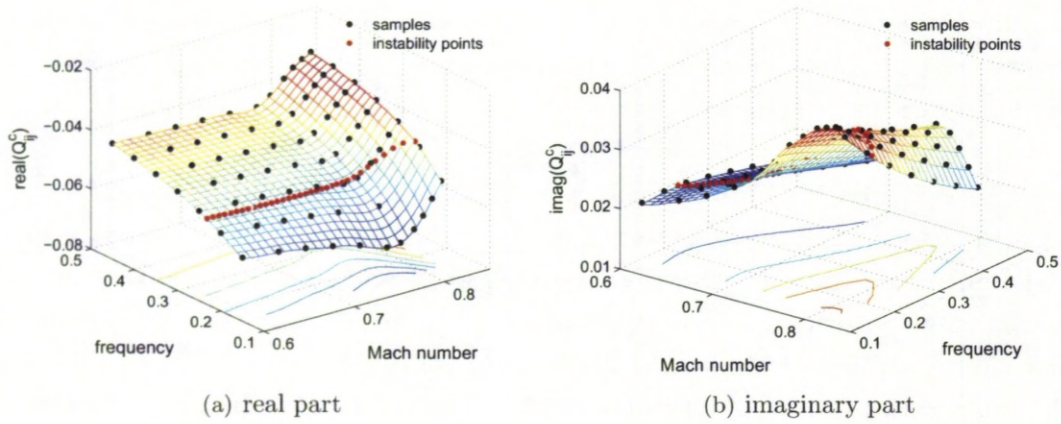 samples
instability points
−0.02
−0.04
−0.06
−0.08
real(Q^c_ij)
0.5
0.4
0.3
0.2
0.1
frequency
0.6
0.7
0.8
Mach number
(a) real part
samples
instability points
0.04
0.03
0.02
0.01
imag(Q^c_ij)
0.6
0.7
0.8
Mach number
0.1
0.2
0.3
0.4
0.5
frequency
(b) imaginary part